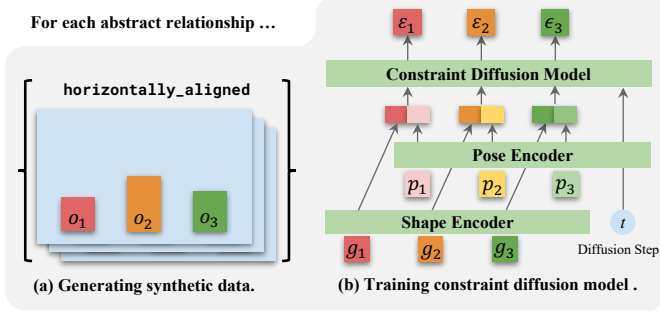 For each abstract relationship …
horizontally_aligned
o₁ o₂ o₃
(a) Generating synthetic data.
ε₁ ε₂ ϵ₃
Constraint Diffusion Model
Pose Encoder
p₁ p₂ p₃
Shape Encoder
t
g₁ g₂ g₃
Diffusion Step
(b) Training constraint diffusion model .